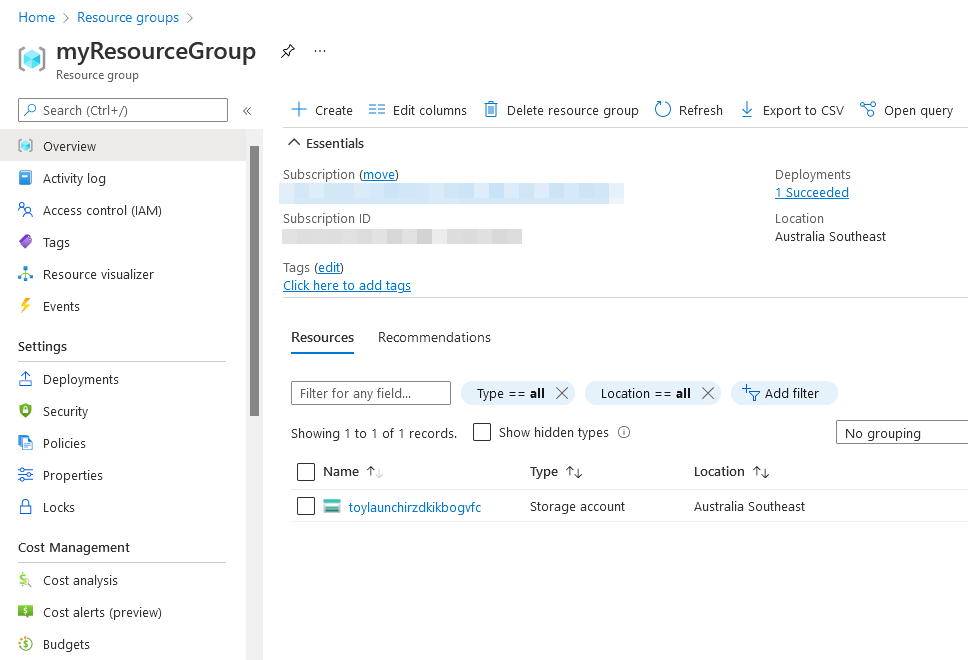 Home > Resource groups >
myResourceGroup
Resource group
Search (Ctrl+/)
Overview
Activity log
Access control (IAM)
Tags
Resource visualizer
Events
Settings
Deployments
Security
Policies
Properties
Locks
Cost Management
Cost analysis
Cost alerts (preview)
Budgets
Create Edit columns Delete resource group Refresh Export to CSV Open query
Essentials
Subscription (move)
Subscription ID
Tags (edit)
Click here to add tags
Deployments
1 Succeeded
Location
Australia Southeast
Resources Recommendations
Filter for any field... Type == all Location == all Add filter
Showing 1 to 1 of 1 records. Show hidden types No grouping
Name Type Location
toylaunchirzdkikbogvfc Storage account Australia Southeast